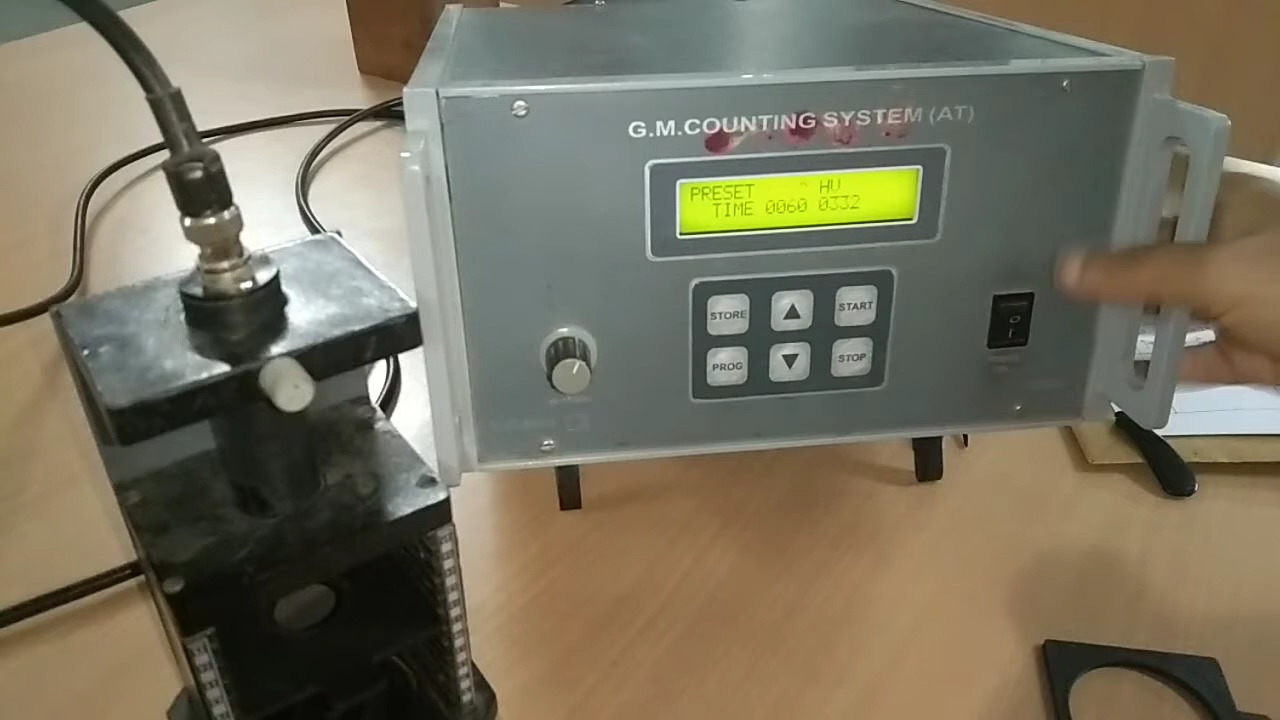 G.M.COUNTING SYSTEM (AT)
PRESET HV
TIME 0060 0332
STORE
START
PROG
STOP